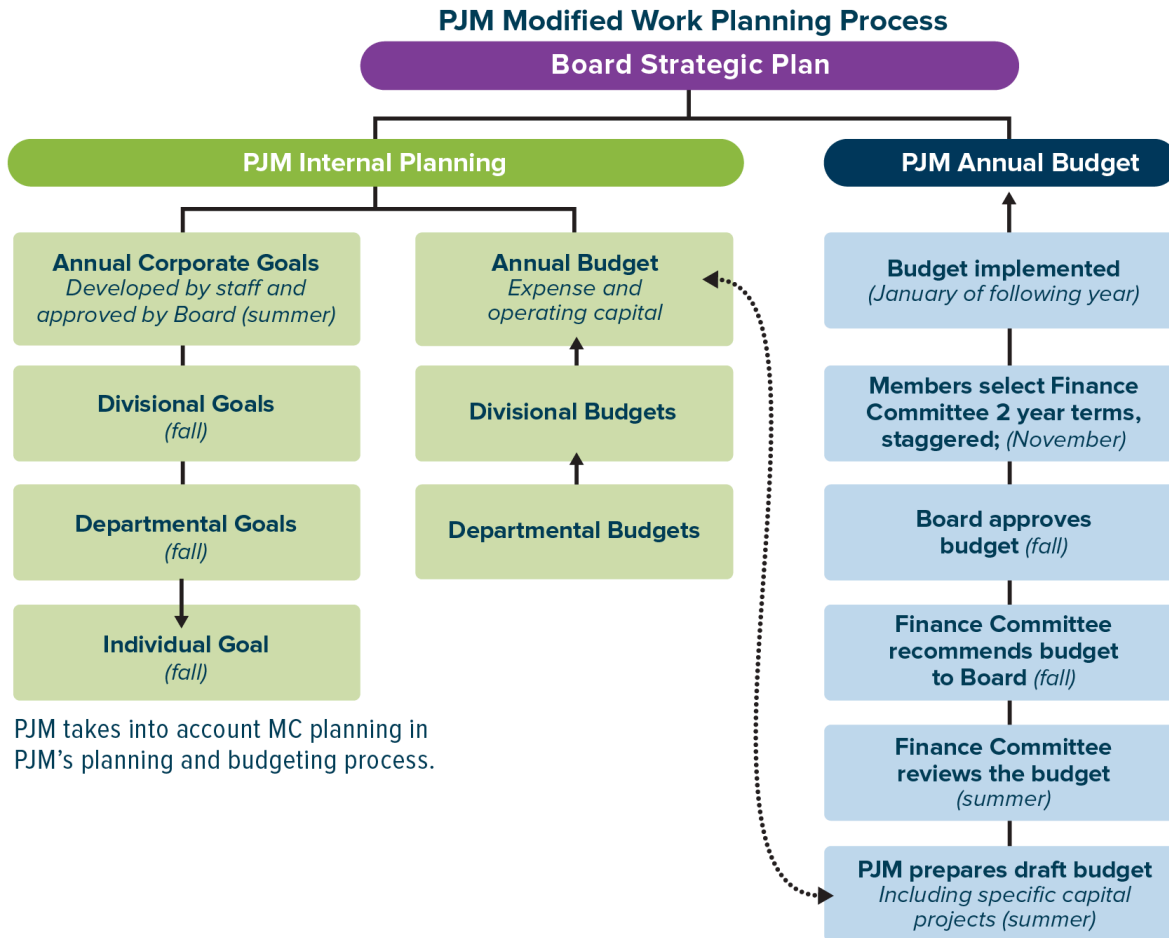 PJM Modified Work Planning Process
Board Strategic Plan
PJM Internal Planning
Annual Corporate Goals
Developed by staff and
approved by Board (summer)
Divisional Goals
(fall)
Departmental Goals
(fall)
Individual Goal
(fall)
PJM takes into account MC planning in
PJM’s planning and budgeting process.
Annual Budget
Expense and
operating capital
Divisional Budgets
Departmental Budgets
PJM Annual Budget
Budget implemented
(January of following year)
Members select Finance
Committee 2 year terms,
staggered; (November)
Board approves
budget (fall)
Finance Committee
recommends budget
to Board (fall)
Finance Committee
reviews the budget
(summer)
PJM prepares draft budget
Including specific capital
projects (summer)